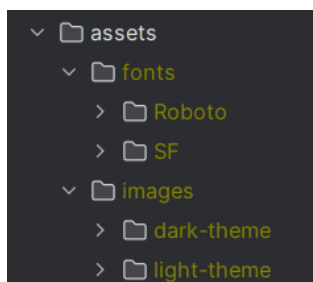 assets
fonts
Roboto
SF
images
dark-theme
light-theme